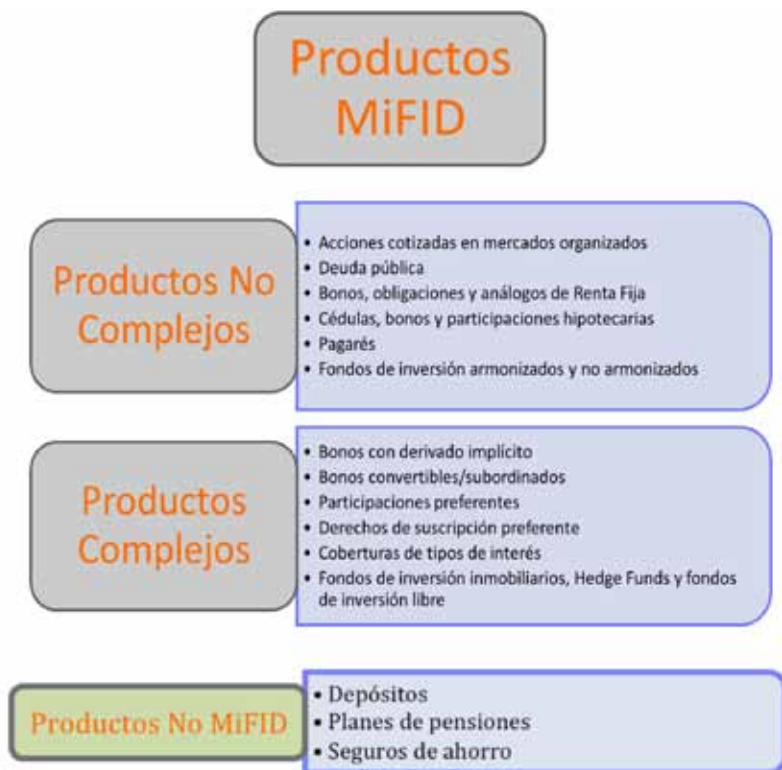 Productos
MiFID
Productos No
Complejos
• Acciones cotizadas en mercados organizados
• Deuda pública
• Bonos, obligaciones y análogos de Renta Fija
• Cédulas, bonos y participaciones hipotecarias
• Pagarés
• Fondos de inversión armonizados y no armonizados
Productos
Complejos
• Bonos con derivado implícito
• Bonos convertibles/subordinados
• Participaciones preferentes
• Derechos de suscripción preferente
• Coberturas de tipos de interés
• Fondos de inversión inmobiliarios, Hedge Funds y fondos
de inversión libre
Productos No MiFID
• Depósitos
• Planes de pensiones
• Seguros de ahorro